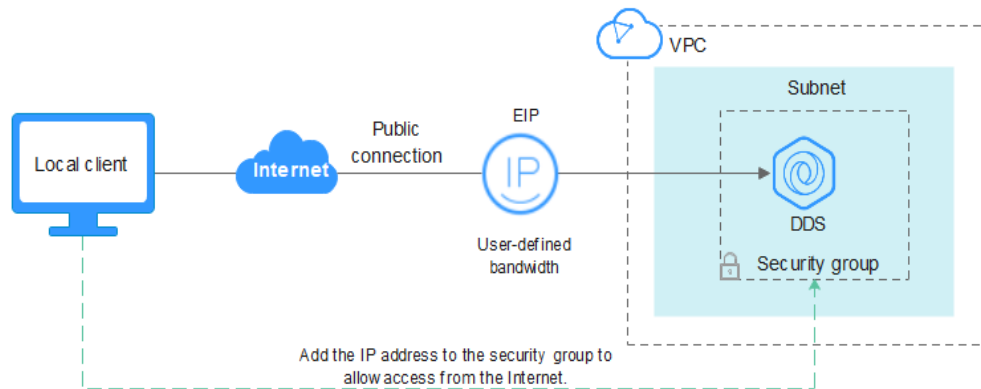 VPC
Subnet
EIP
Public
connection
Local client
Internet
IP
DDS
User-defined
bandwidth
Security group
Add the IP address to the security group to
allow access from the Internet.